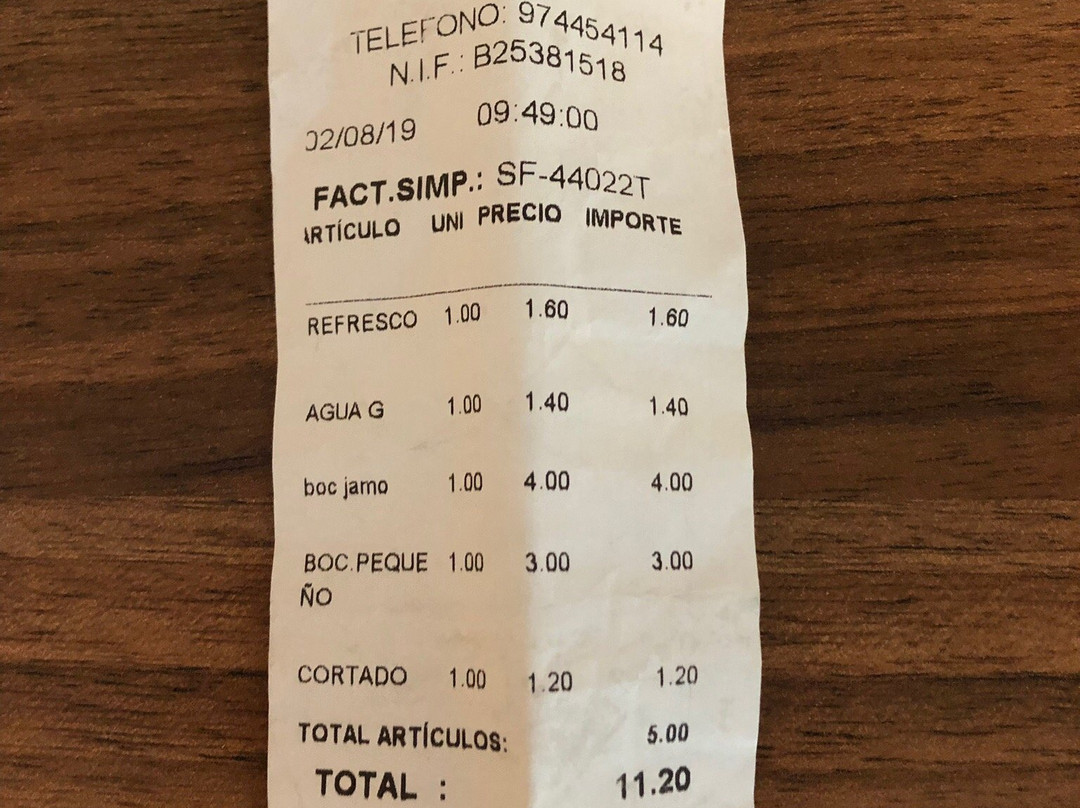 TELEFONO: 974454114
N.I.F.: B25381518
02/08/19 09:49:00
FACT.SIMP.: SF-44022T
ARTÍCULO UNI PRECIO IMPORTE
REFRESCO 1.00 1.60 1.60
AGUA G 1.00 1.40 1.40
boc jamo 1.00 4.00 4.00
BOC.PEQUE 1.00 3.00 3.00
ÑO
CORTADO 1.00 1.20 1.20
TOTAL ARTÍCULOS: 5.00
TOTAL : 11.20